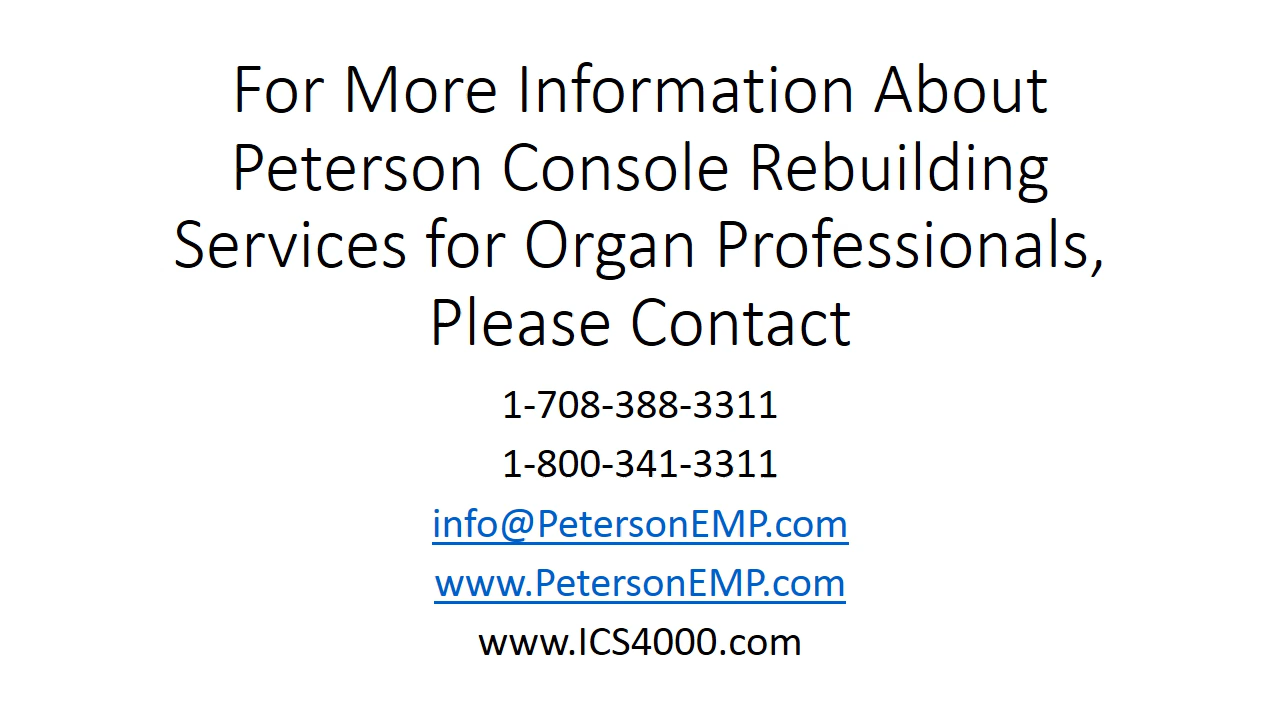 For More Information About
Peterson Console Rebuilding
Services for Organ Professionals,
Please Contact
1-708-388-3311
1-800-341-3311
info@PetersonEMP.com
www.PetersonEMP.com
www.ICS4000.com